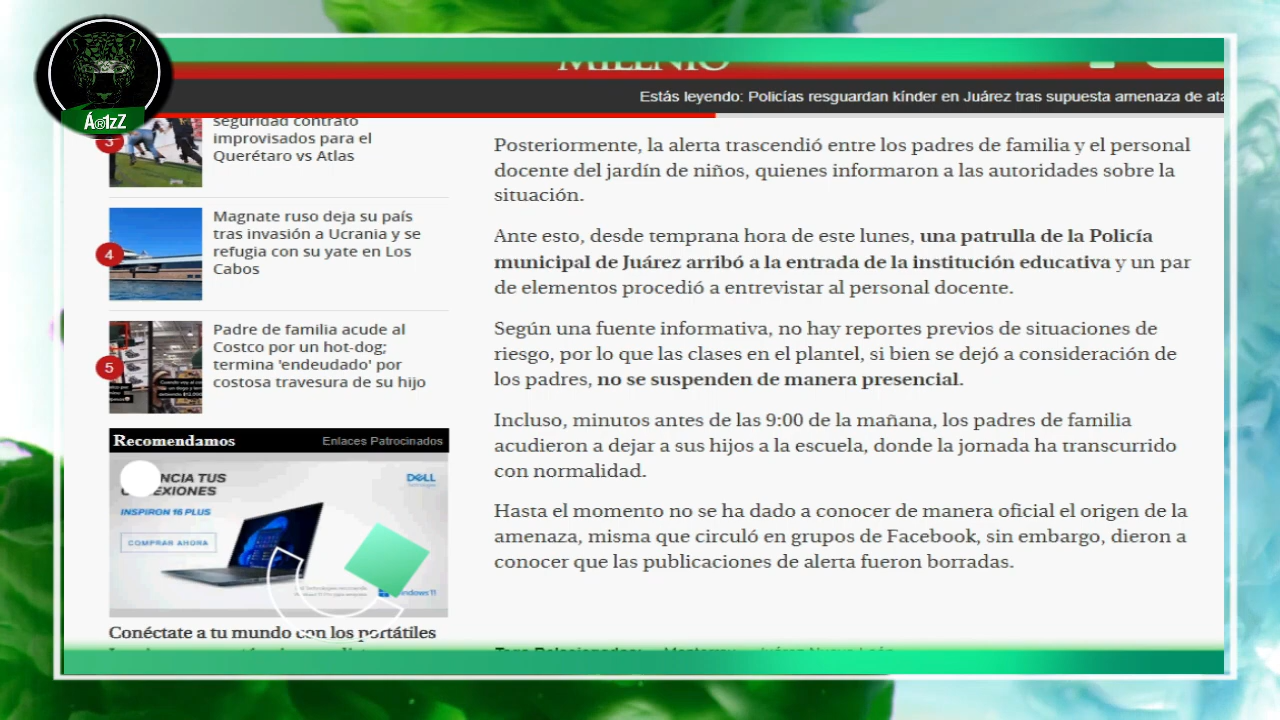 MILENIO
Estás leyendo: Policías resguardan kínder en Juárez tras supuesta amenaza de
Á®1zZ
3
seguridad contrató
improvisados para el
Querétaro vs Atlas
4
Magnate ruso deja su país
tras invasión a Ucrania y se
refugia con su yate en Los
Cabos
5
Padre de familia acude al
Costco por un hot-dog;
termina 'endeudado' por
costosa travesura de su hijo
Recomendamos
Enlaces Patrocinados
TUS
DELL
INSPIRON 16 PLUS
COMPRAR AHORA
Windows 11
Conéctate a tu mundo con los portátiles
Posteriormente, la alerta trascendió entre los padres de familia y el personal
docente del jardín de niños, quienes informaron a las autoridades sobre la
situación.
Ante esto, desde temprana hora de este lunes, una patrulla de la Policía
municipal de Juárez arribó a la entrada de la institución educativa y un par
de elementos procedió a entrevistar al personal docente.
Según una fuente informativa, no hay reportes previos de situaciones de
riesgo, por lo que las clases en el plantel, si bien se dejó a consideración de
los padres, no se suspenden de manera presencial.
Incluso, minutos antes de las 9:00 de la mañana, los padres de familia
acudieron a dejar a sus hijos a la escuela, donde la jornada ha transcurrido
con normalidad.
Hasta el momento no se ha dado a conocer de manera oficial el origen de la
amenaza, misma que circuló en grupos de Facebook, sin embargo, dieron a
conocer que las publicaciones de alerta fueron borradas.